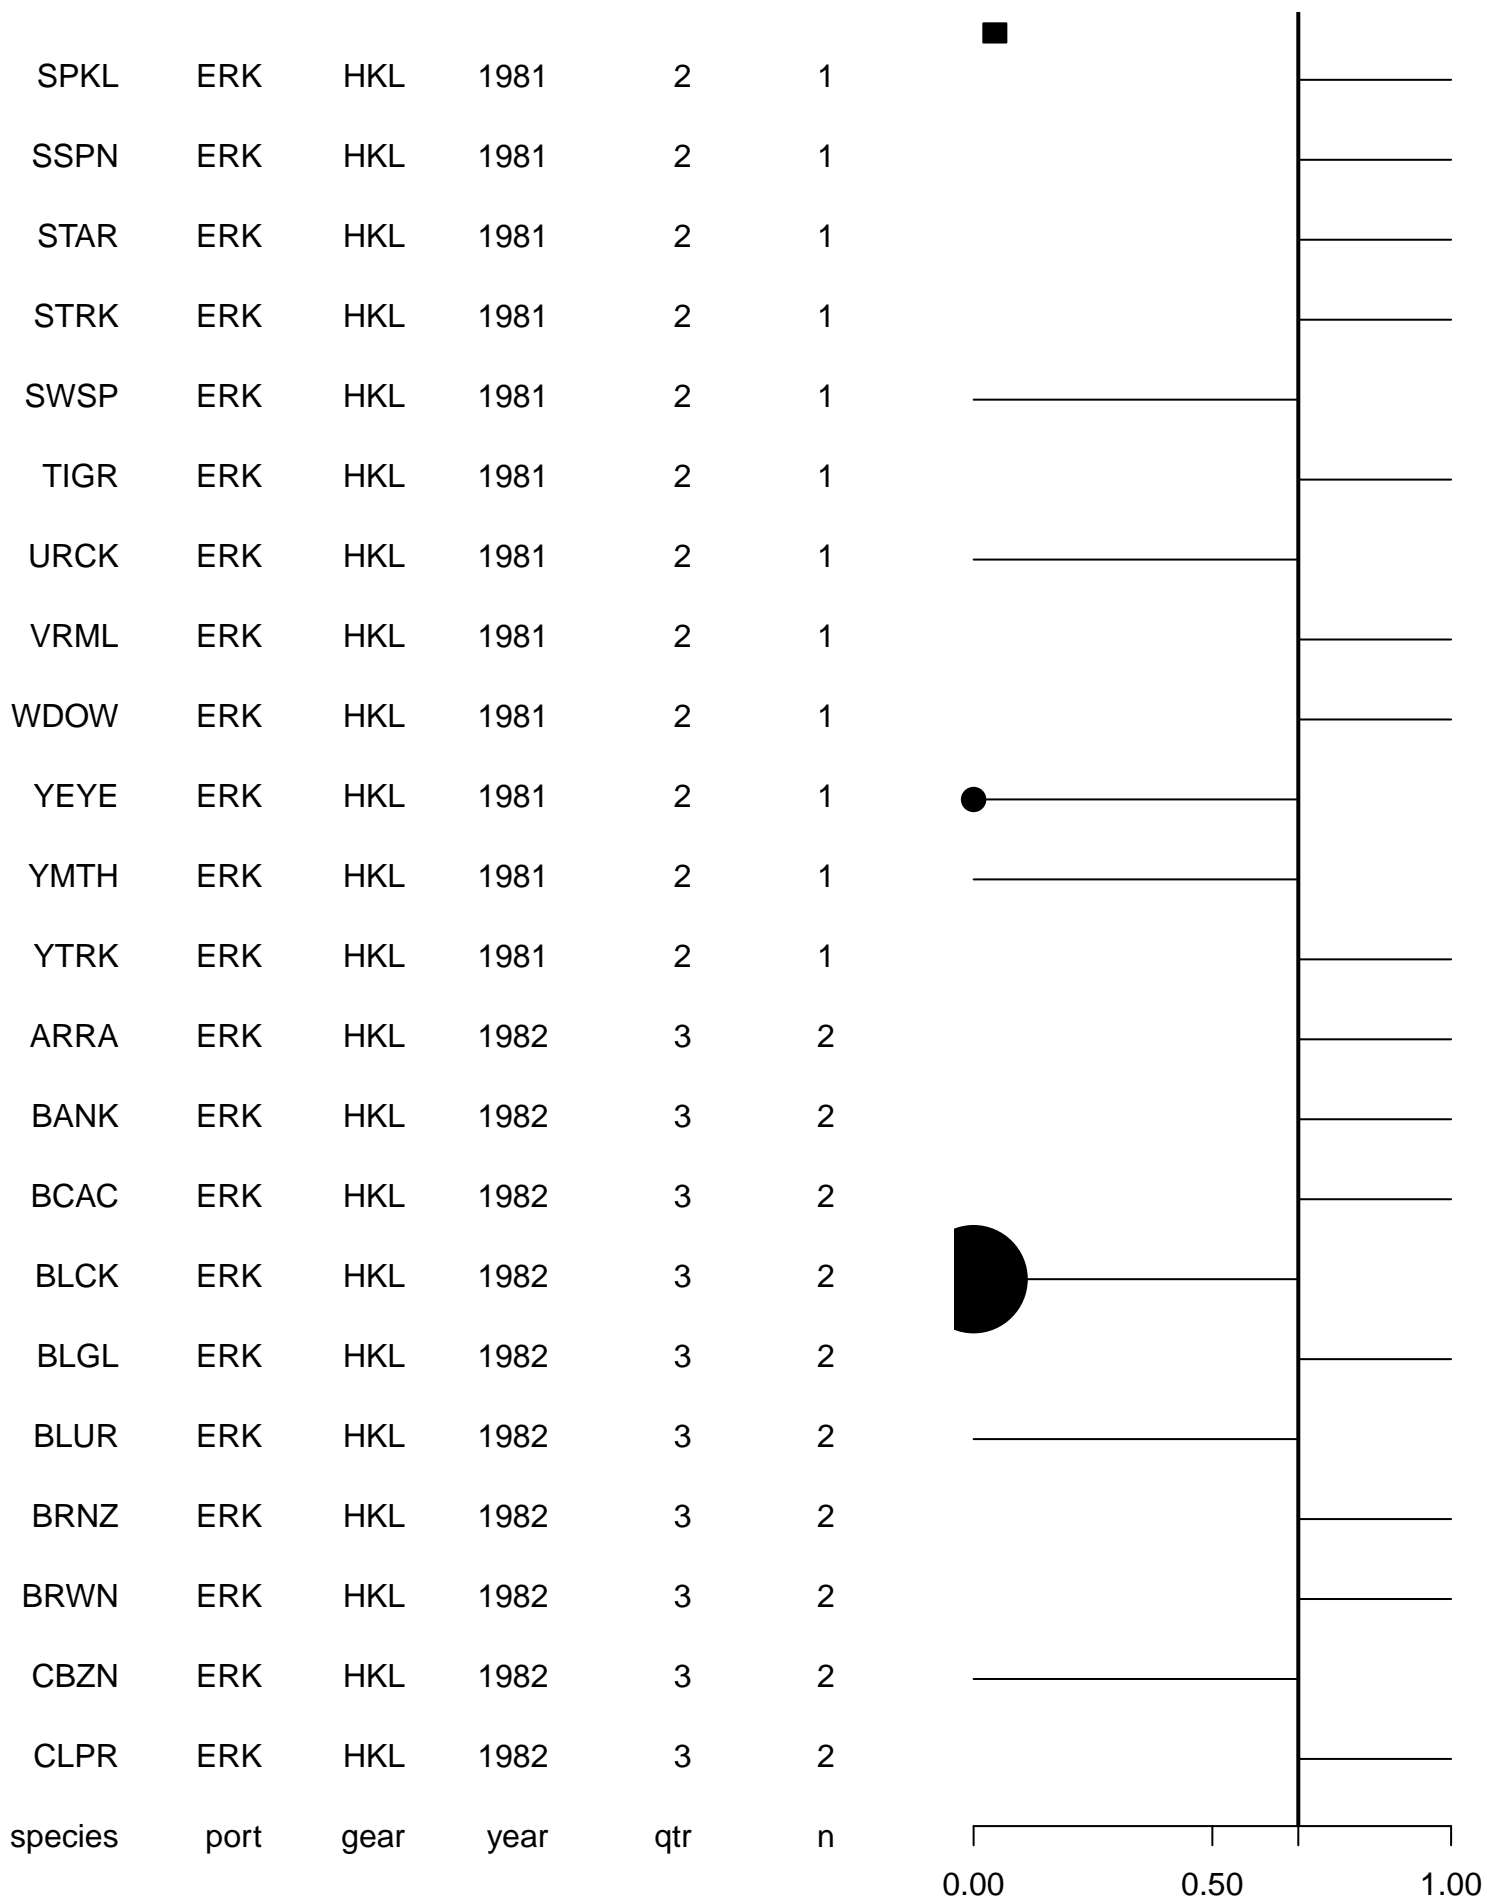 SPKL ERK HKL 1981 2 1
SSPN ERK HKL 1981 2 1
STAR ERK HKL 1981 2 1
STRK ERK HKL 1981 2 1
SWSP ERK HKL 1981 2 1
TIGR ERK HKL 1981 2 1
URCK ERK HKL 1981 2 1
VRML ERK HKL 1981 2 1
WDOW ERK HKL 1981 2 1
YEYE ERK HKL 1981 2 1
YMTH ERK HKL 1981 2 1
YTRK ERK HKL 1981 2 1
ARRA ERK HKL 1982 3 2
BANK ERK HKL 1982 3 2
BCAC ERK HKL 1982 3 2
BLCK ERK HKL 1982 3 2
BLGL ERK HKL 1982 3 2
BLUR ERK HKL 1982 3 2
BRNZ ERK HKL 1982 3 2
BRWN ERK HKL 1982 3 2
CBZN ERK HKL 1982 3 2
CLPR ERK HKL 1982 3 2
species port gear year qtr n
0.00 0.50 1.00